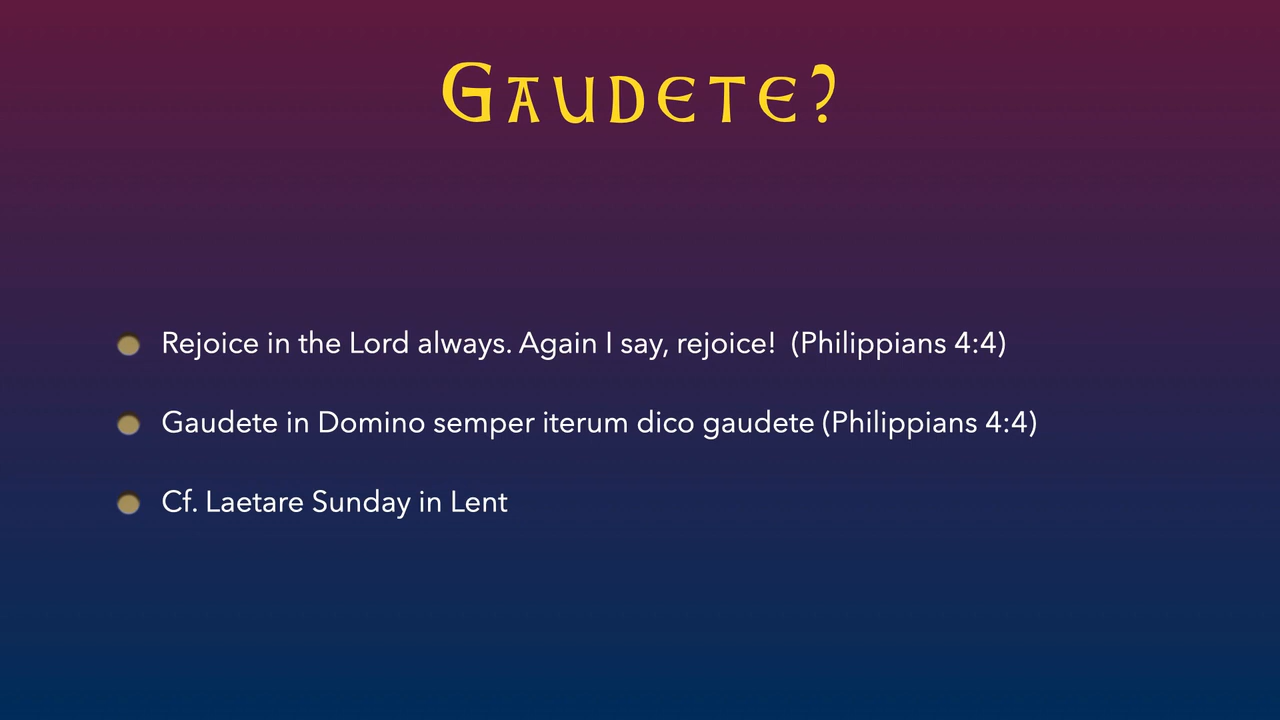 Gaudete?
Rejoice in the Lord always. Again I say, rejoice!  (Philippians 4:4)
Gaudete in Domino semper iterum dico gaudete (Philippians 4:4)
Cf. Laetare Sunday in Lent